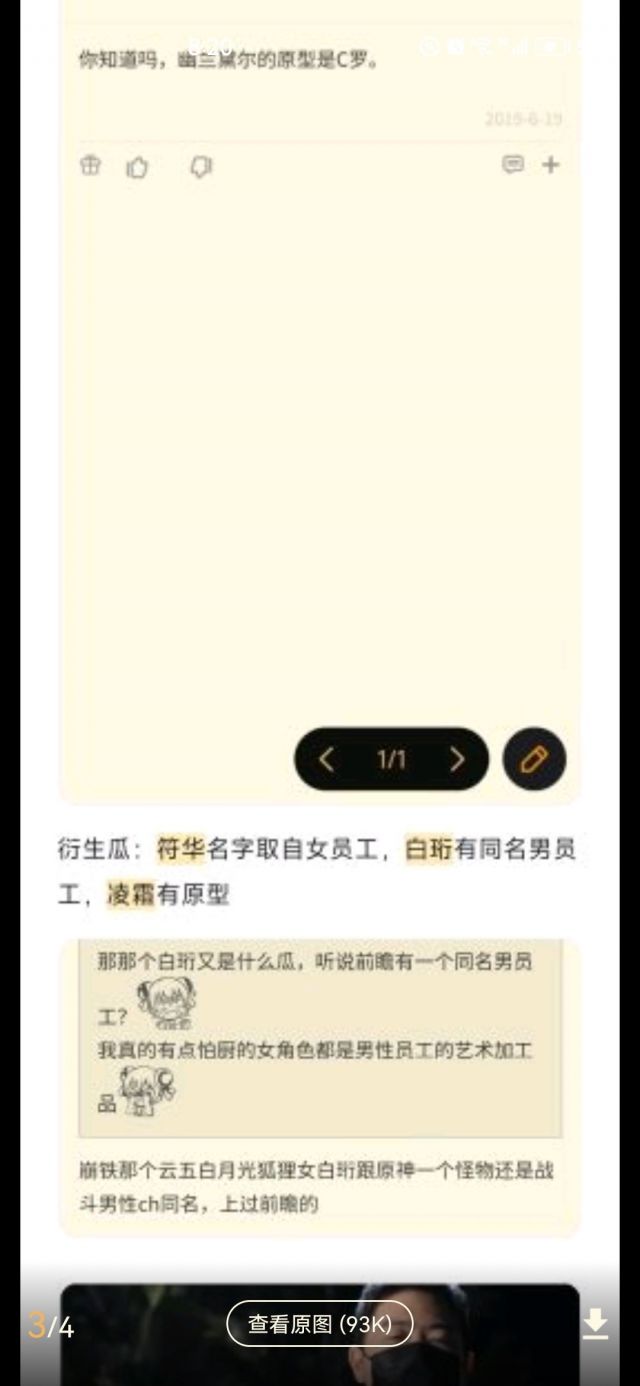 8:20
你知道吗，幽兰黛尔的原型是C罗。
2019-6-19
1/1
衍生瓜：符华名字取自女员工，白珩有同名男员
工，凌霜有原型
那那个白珩又是什么瓜，听说前瞻有一个同名男员
工？
我真的有点怕厨的女角色都是男性员工的艺术加工
品
崩铁那个云五白月光狐狸女白珩跟原神一个怪物还是战
斗男性ch同名，上过前瞻的
3/4
查看原图 (93K)